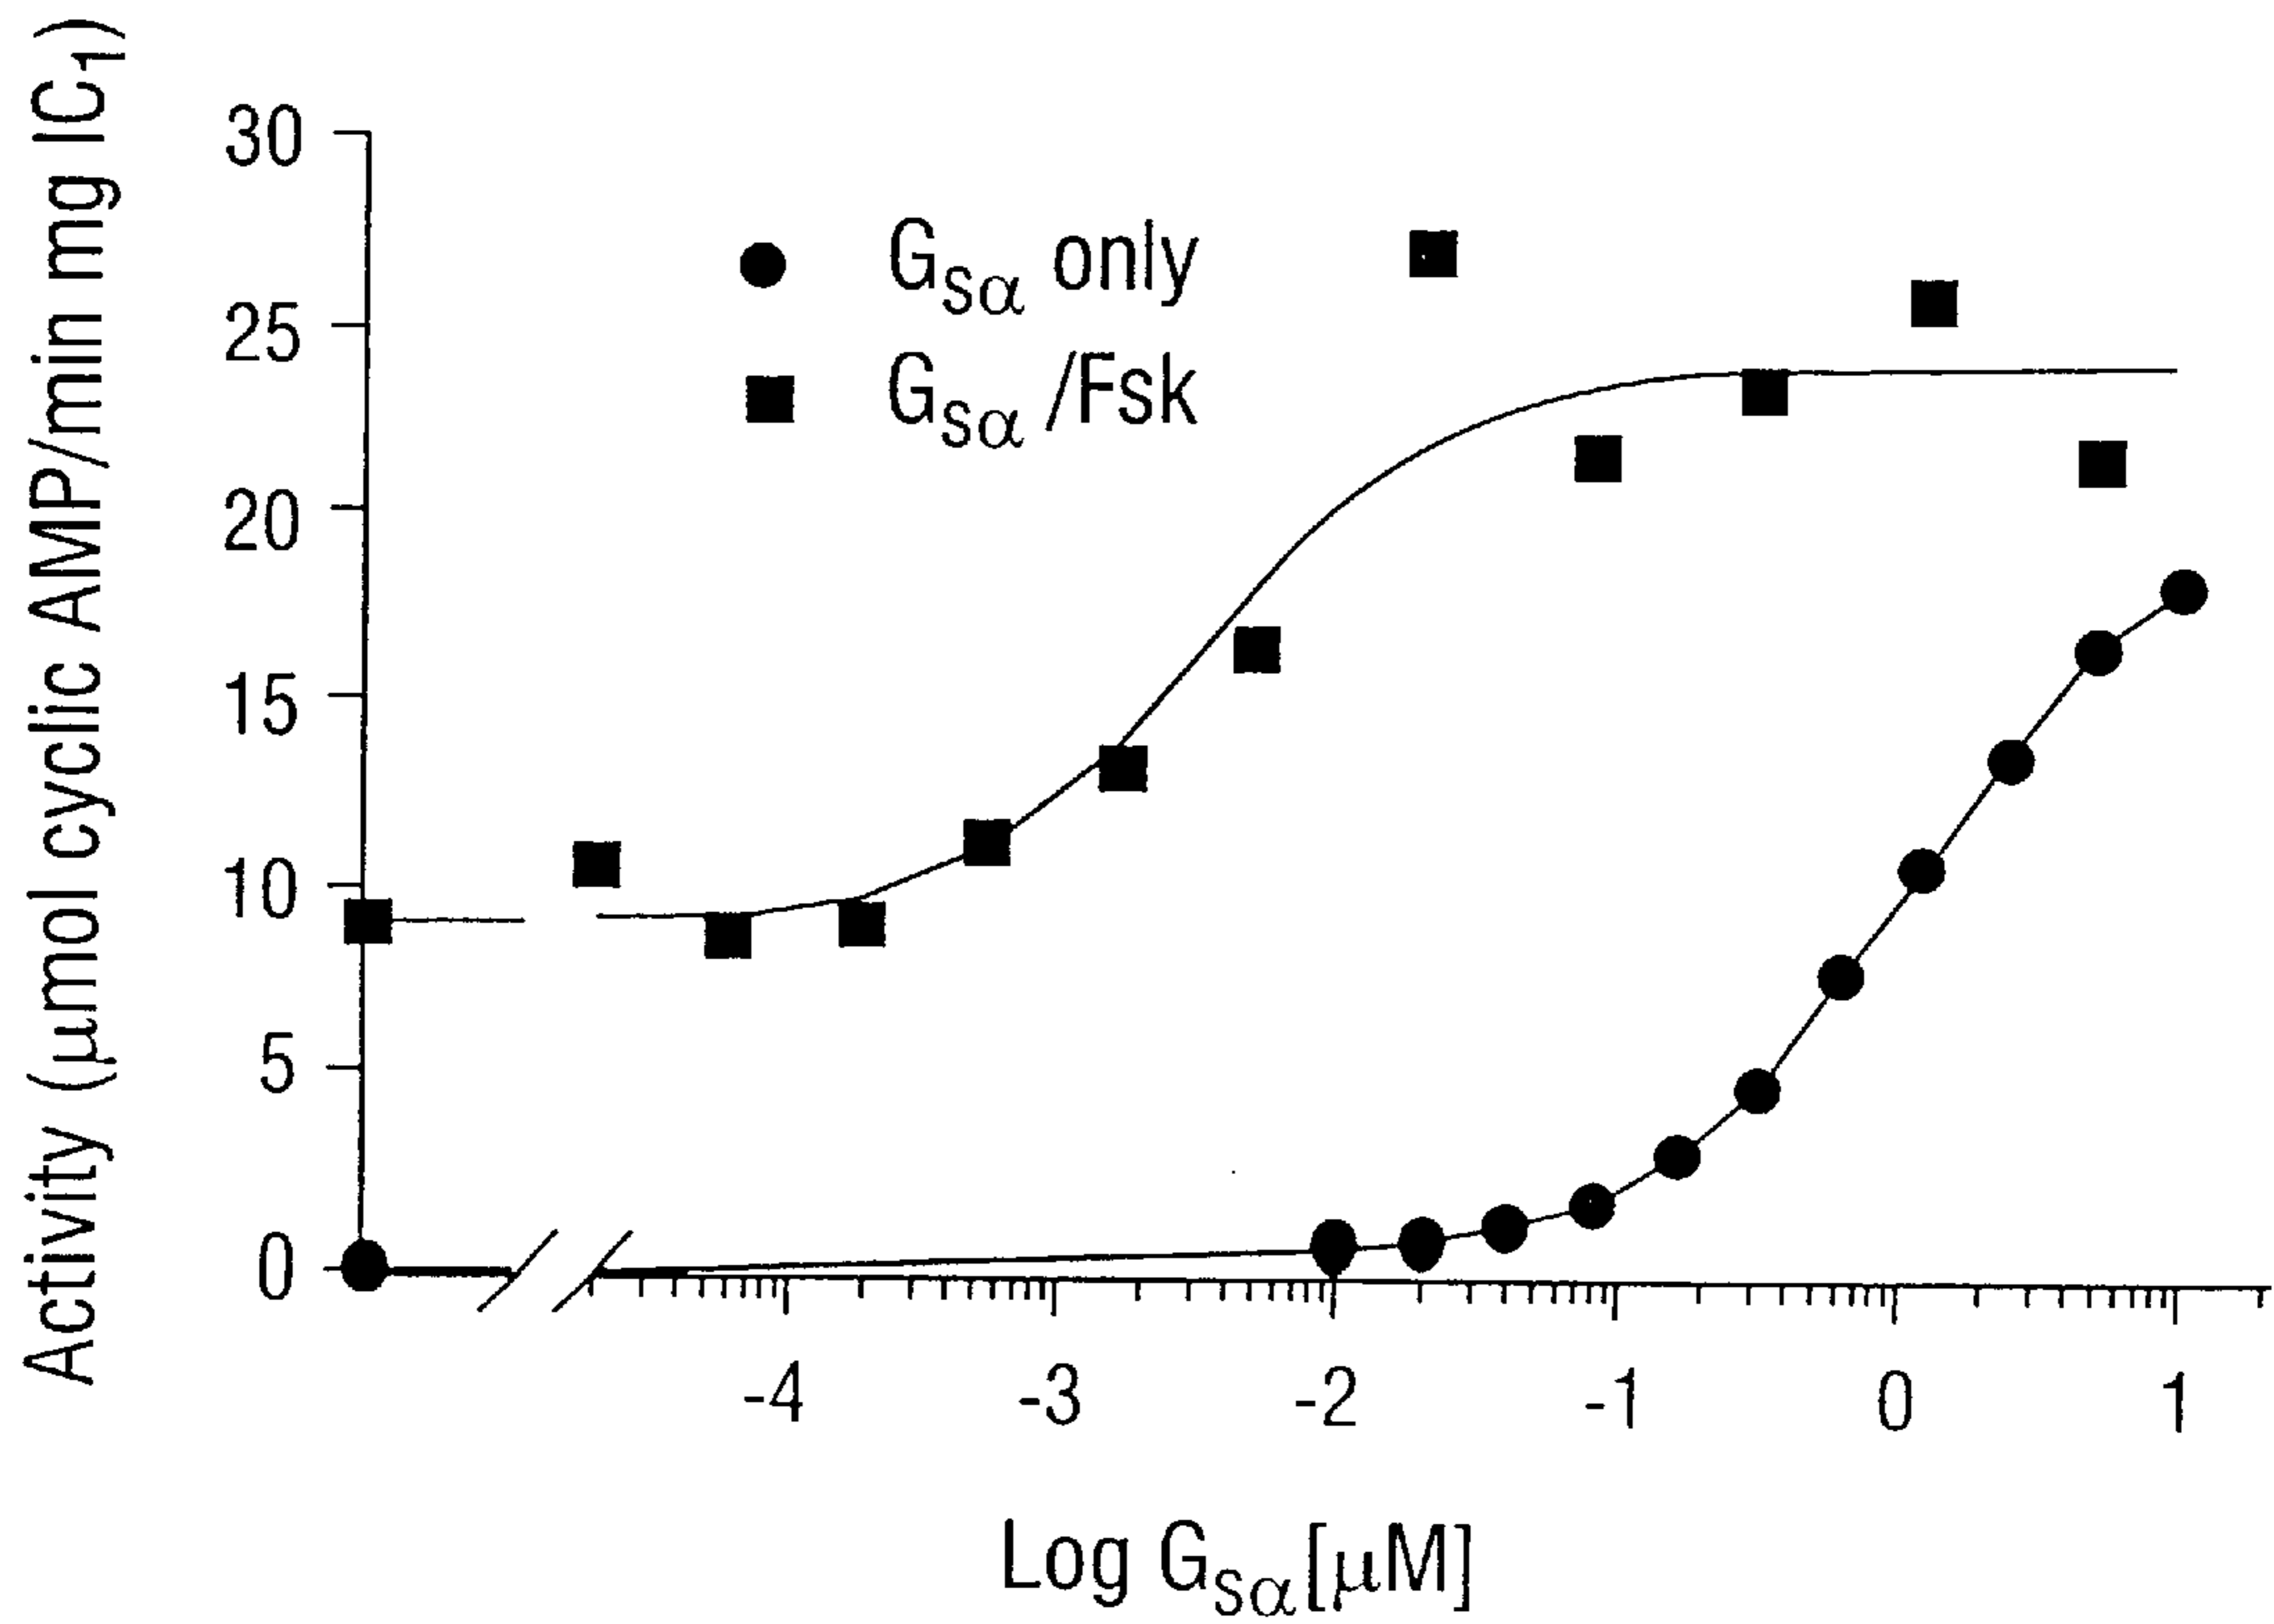 Activity (μmol cyclic AMP/min mg IC₁)
30
25
20
15
10
5
0
Gsα only
Gsα /Fsk
-4 -3 -2 -1 0 1
Log Gsα[μM]